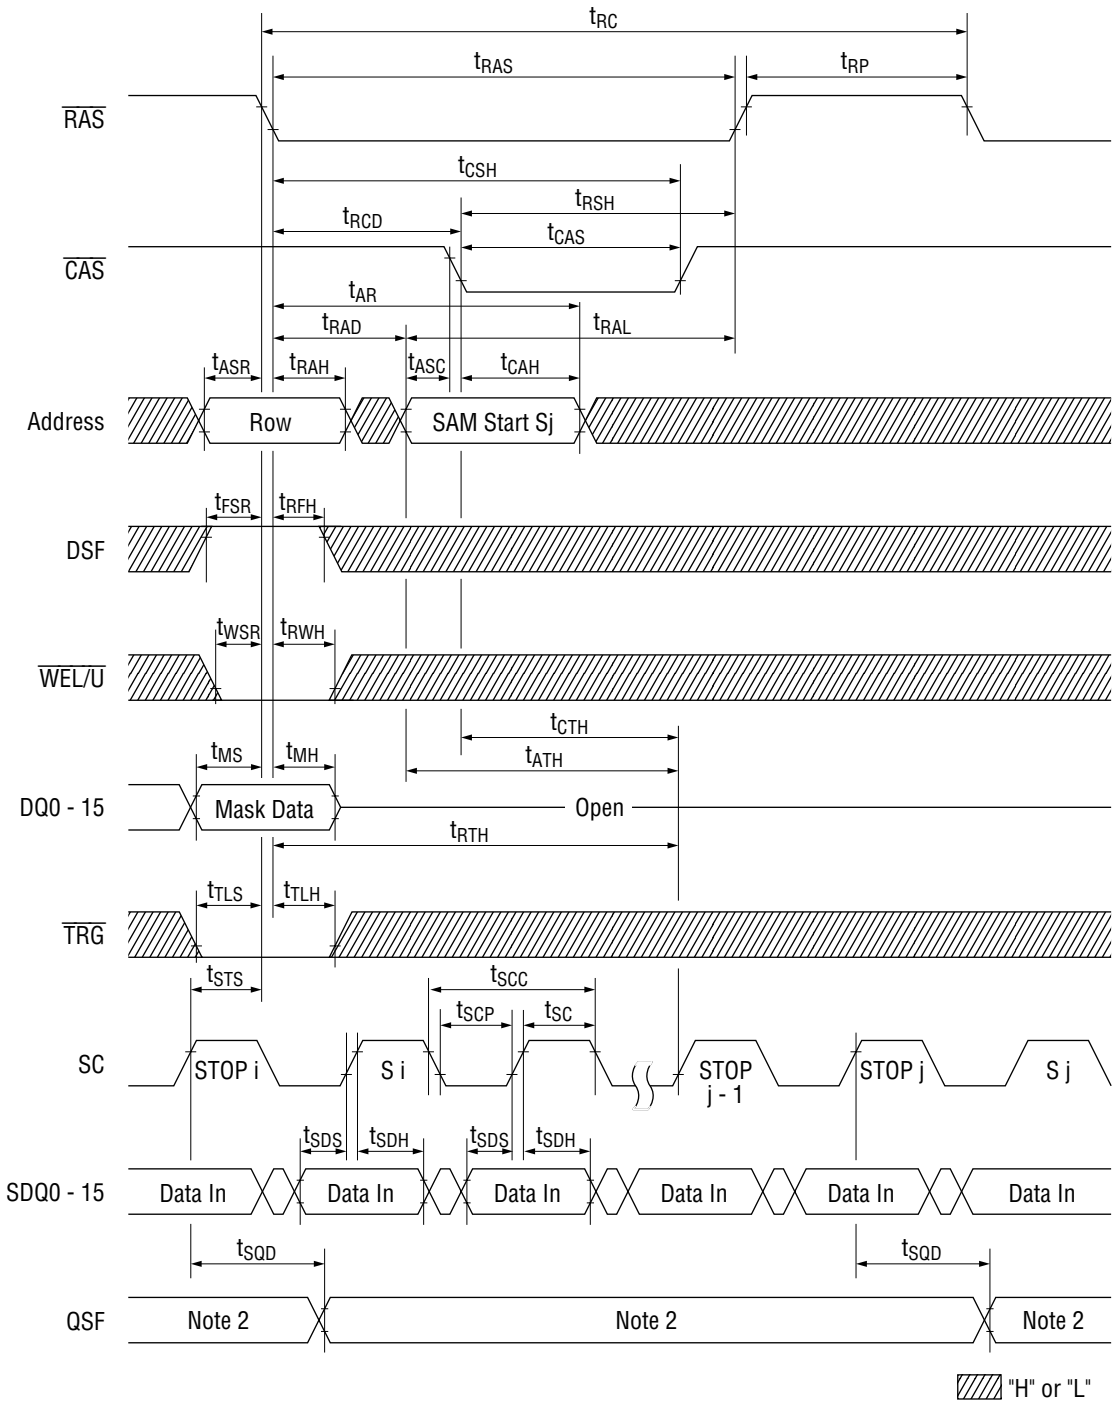 tRC
tRAS
tRP
RAS
tCSH
tRSH
tRCD
tCAS
CAS
tAR
tRAD
tRAL
tASR
tRAH
tASC
tCAH
Address
Row
SAM Start Sj
tFSR
tRFH
DSF
tWSR
tRWH
WEL/U
tCTH
tMS
tMH
tATH
DQ0 - 15
Mask Data
Open
tRTH
tTLS
tTLH
TRG
tSTS
tSCC
tSCP
tSC
SC
STOP i
S i
STOP
j - 1
STOP j
S j
tSDS
tSDH
tSDS
tSDH
SDQ0 - 15
Data In
Data In
Data In
Data In
Data In
Data In
tSQD
tSQD
QSF
Note 2
Note 2
Note 2
"H" or "L"